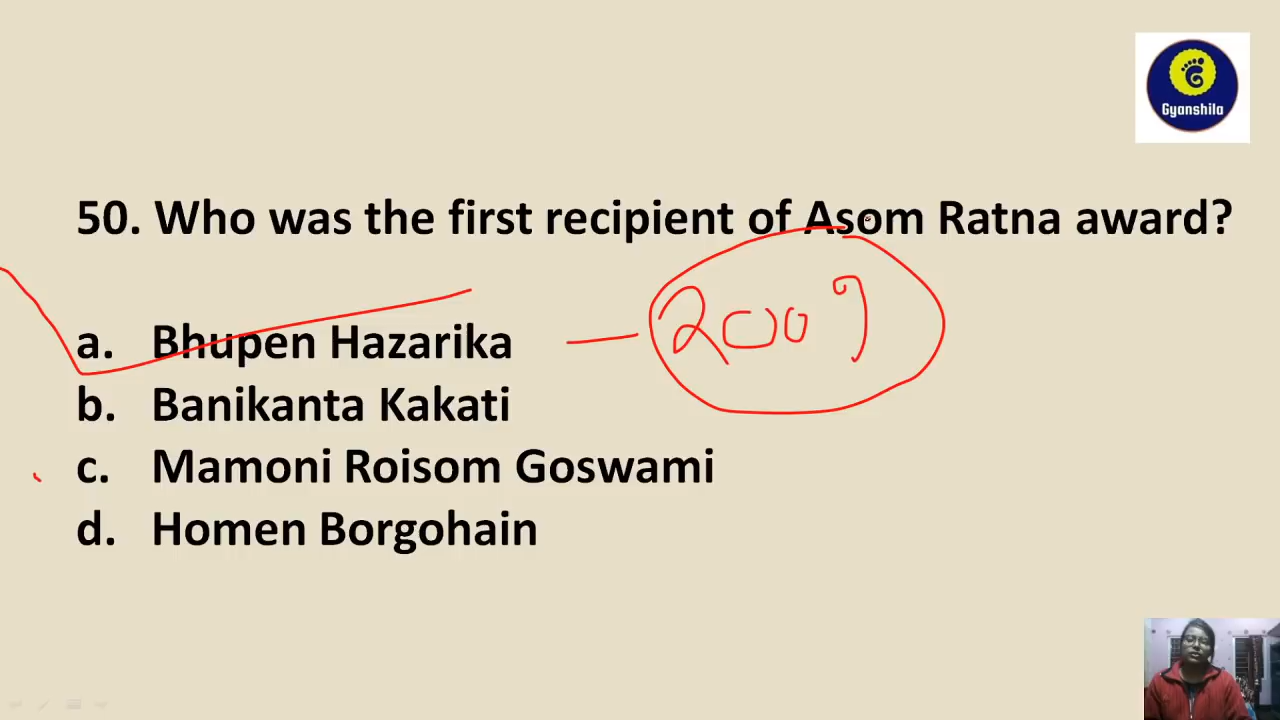 Gyanshila
50. Who was the first recipient of Asom Ratna award?
a. Bhupen Hazarika
2009
b. Banikanta Kakati
c. Mamoni Roisom Goswami
d. Homen Borgohain